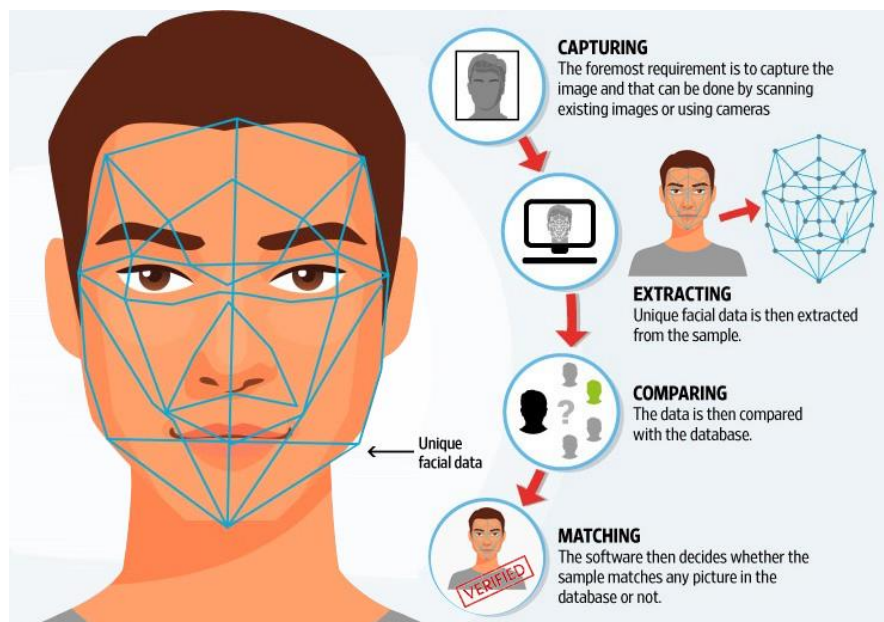 CAPTURING
The foremost requirement is to capture the
image and that can be done by scanning
existing images or using cameras
EXTRACTING
Unique facial data is then extracted
from the sample.
COMPARING
The data is then compared
with the database.
?
Unique
facial data
MATCHING
The software then decides whether the
sample matches any picture in the
database or not.
VERIFIED